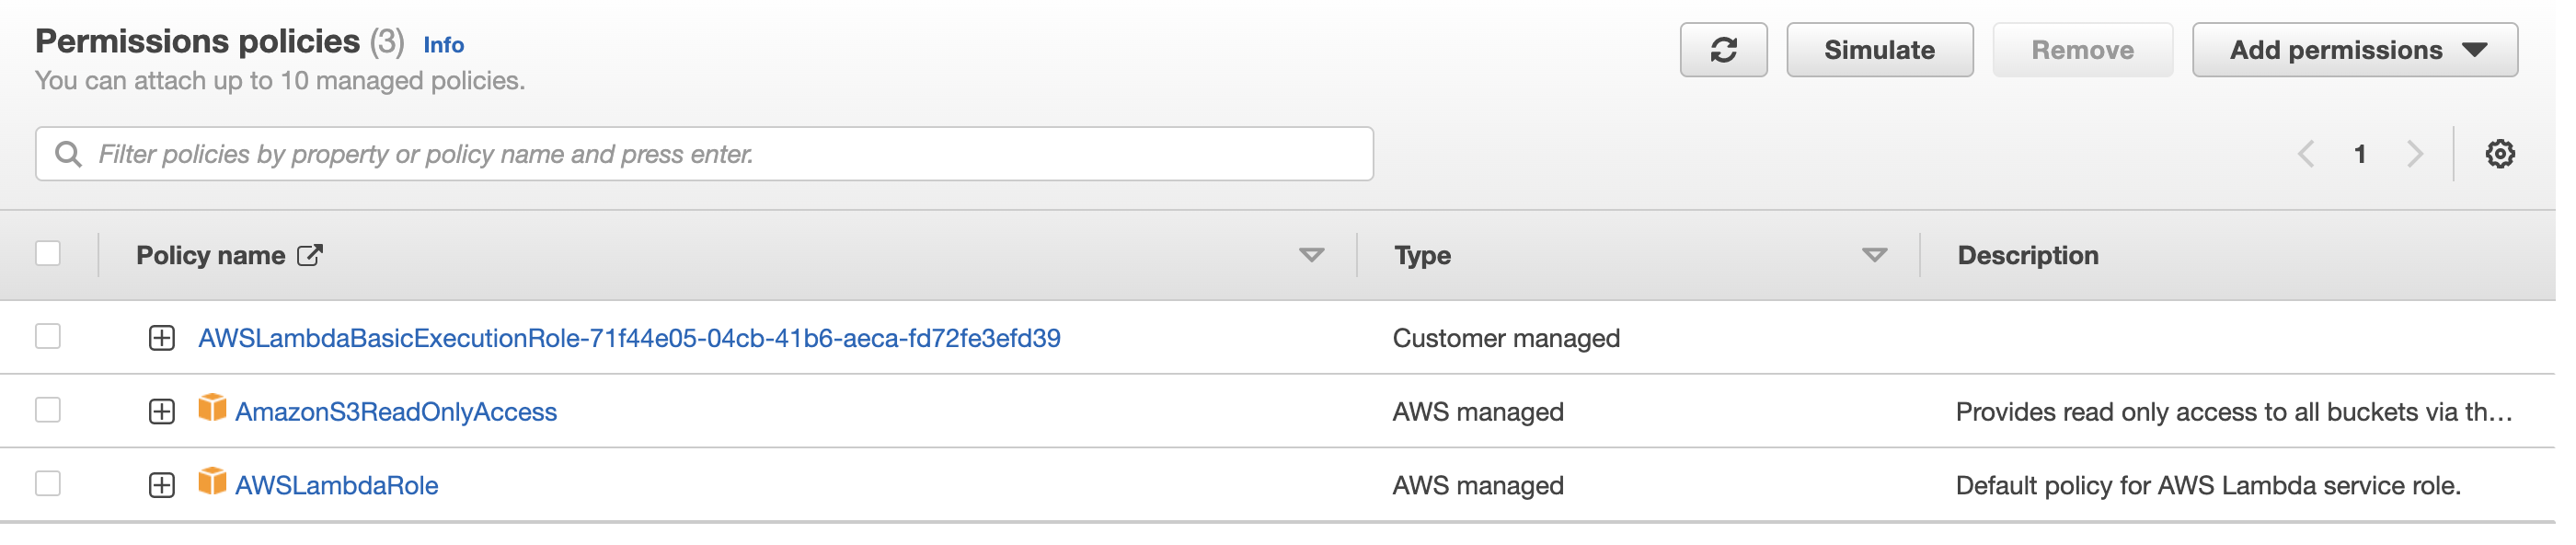 Permissions policies (3) Info
You can attach up to 10 managed policies.
Simulate
Remove
Add permissions
Filter policies by property or policy name and press enter.
1
Policy name Type Description
AWSLambdaBasicExecutionRole-71f44e05-04cb-41b6-aeca-fd72fe3efd39 Customer managed
AmazonS3ReadOnlyAccess AWS managed Provides read only access to all buckets via th...
AWSLambdaRole AWS managed Default policy for AWS Lambda service role.